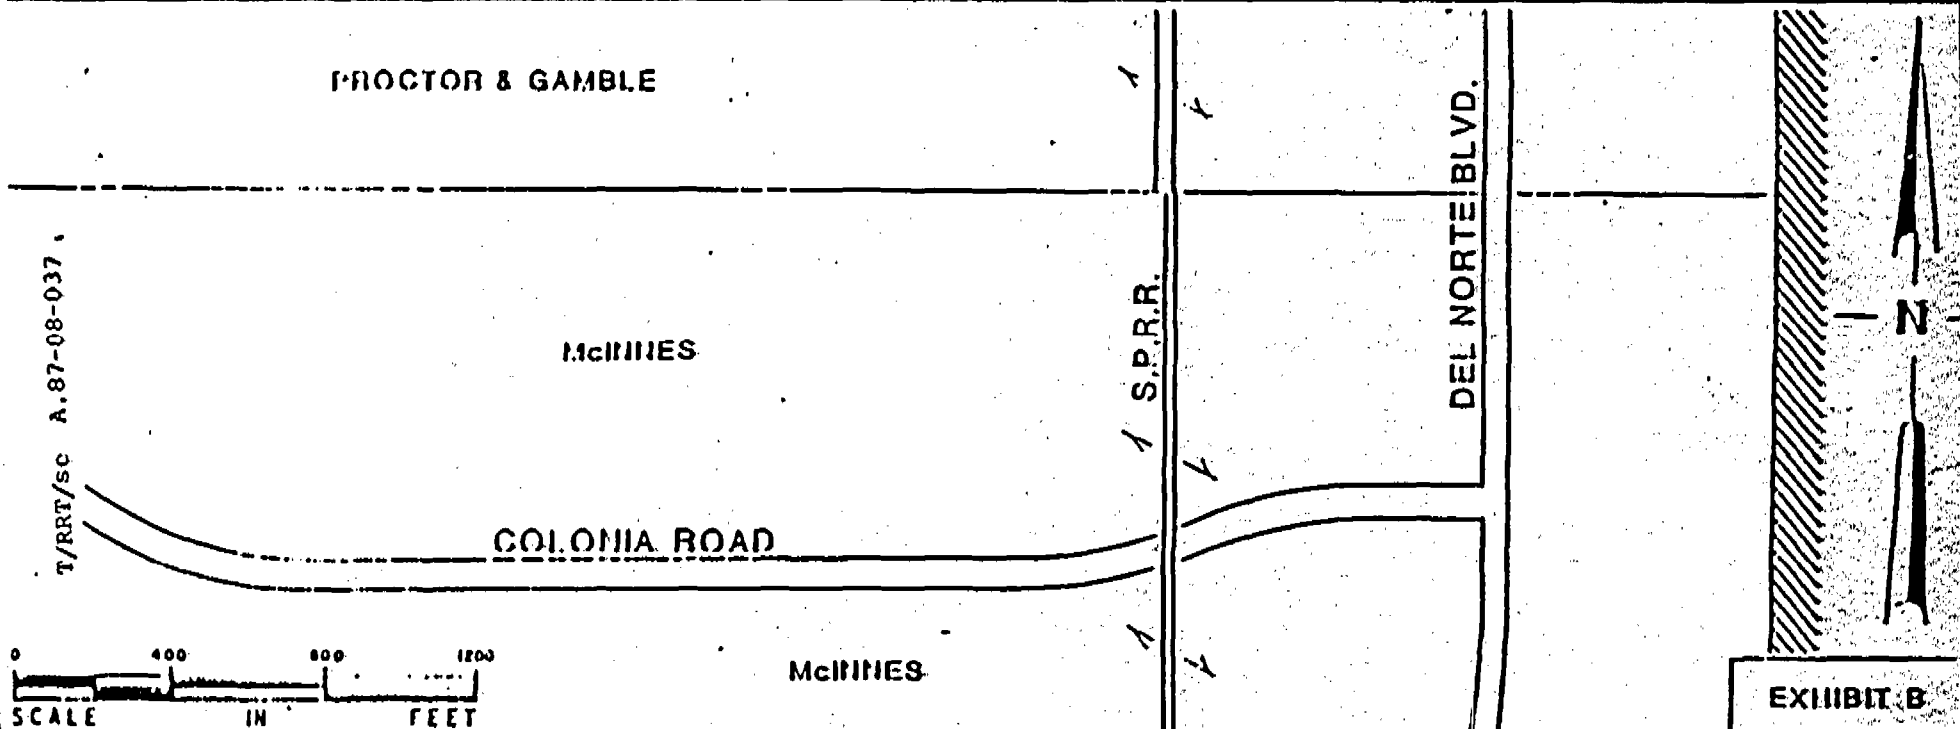 PROCTOR & GAMBLE
DEL NORTE BLVD.
T/RRT/sc A.87-08-037
S.P.R.R.
N
McINNES
COLONIA ROAD
McINNES
0 400 800 1200
SCALE IN FEET
EXHIBIT B